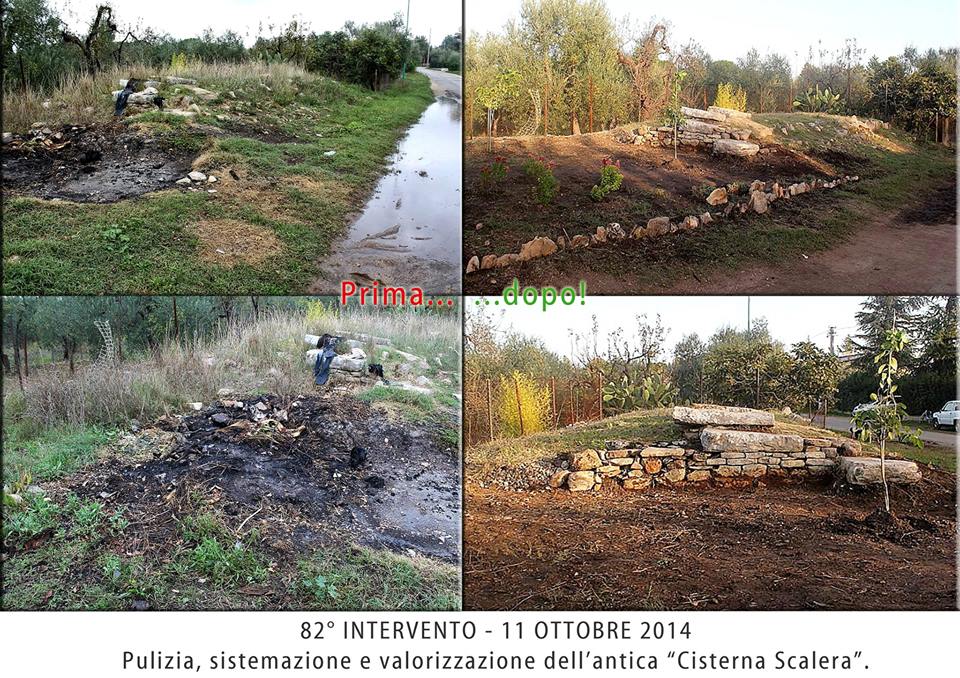 Prima... ...dopo!
82° INTERVENTO - 11 OTTOBRE 2014
Pulizia, sistemazione e valorizzazione dell'antica “Cisterna Scalera”.